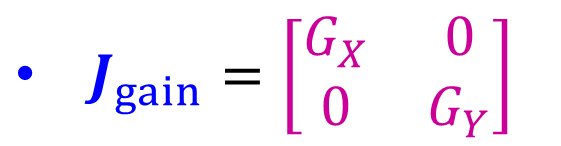 • J_gain = [G_X 0
0 G_Y]